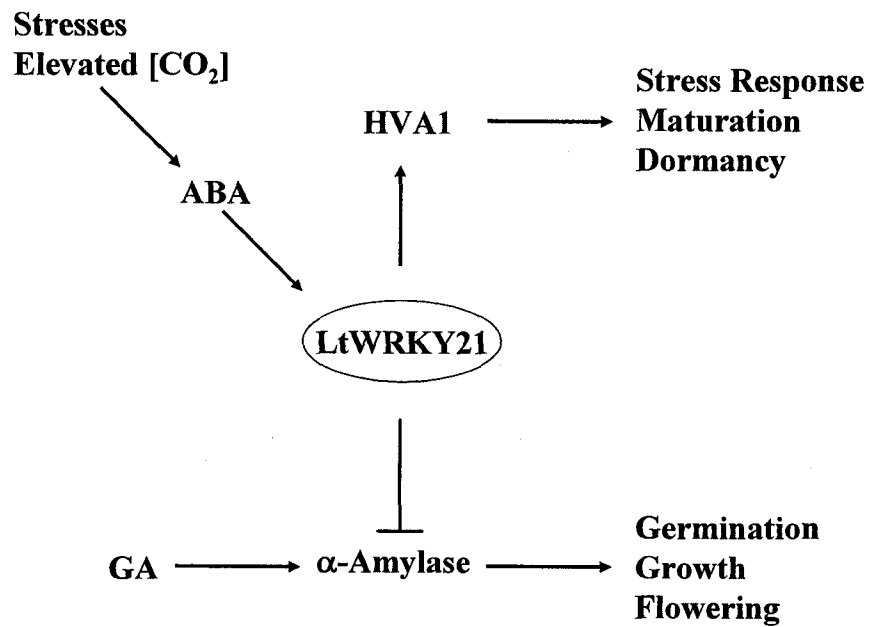 Stresses
Elevated [CO₂]
ABA
HVA1
Stress Response
Maturation
Dormancy
LtWRKY21
GA
α-Amylase
Germination
Growth
Flowering